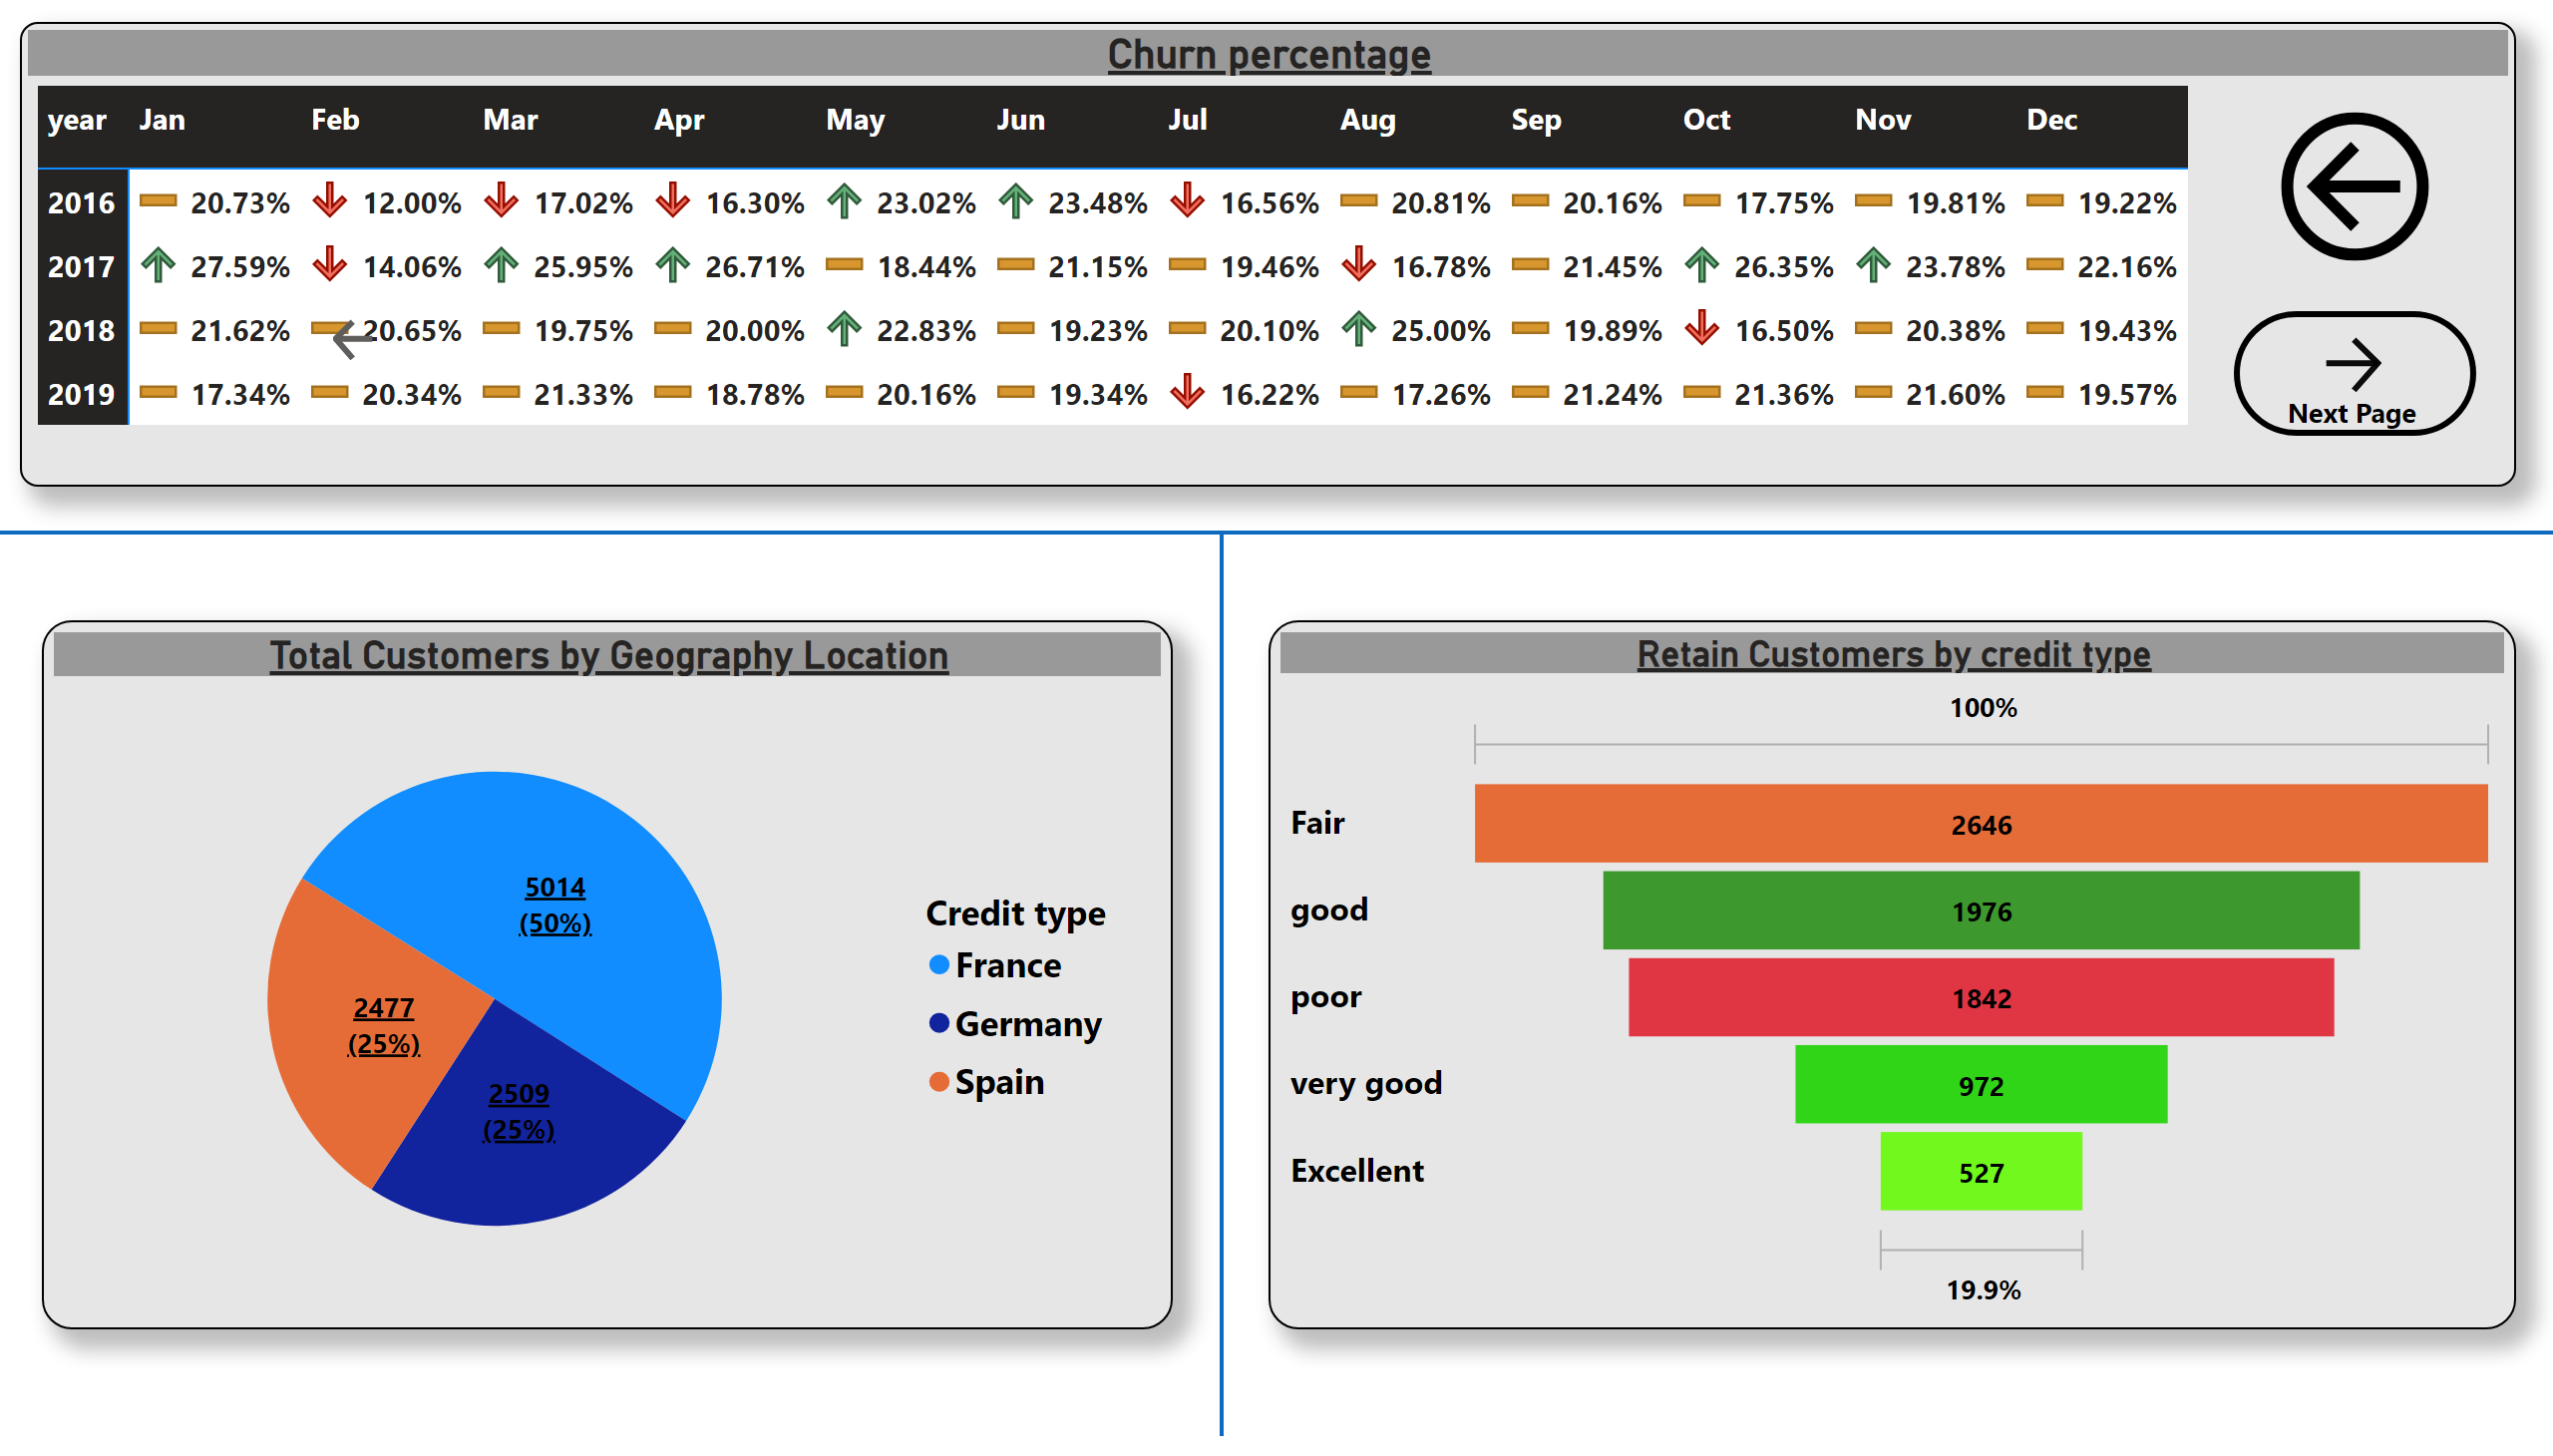 Churn percentage
year Jan Feb Mar Apr May Jun Jul Aug Sep Oct Nov Dec
2016 20.73% 12.00% 17.02% 16.30% 23.02% 23.48% 16.56% 20.81% 20.16% 17.75% 19.81% 19.22%
2017 27.59% 14.06% 25.95% 26.71% 18.44% 21.15% 19.46% 16.78% 21.45% 26.35% 23.78% 22.16%
2018 21.62% 20.65% 19.75% 20.00% 22.83% 19.23% 20.10% 25.00% 19.89% 16.50% 20.38% 19.43%
2019 17.34% 20.34% 21.33% 18.78% 20.16% 19.34% 16.22% 17.26% 21.24% 21.36% 21.60% 19.57%
Next Page
Total Customers by Geography Location
5014
(50%)
2477
(25%)
2509
(25%)
Credit type
France
Germany
Spain
Retain Customers by credit type
100%
Fair 2646
good 1976
poor 1842
very good 972
Excellent 527
19.9%